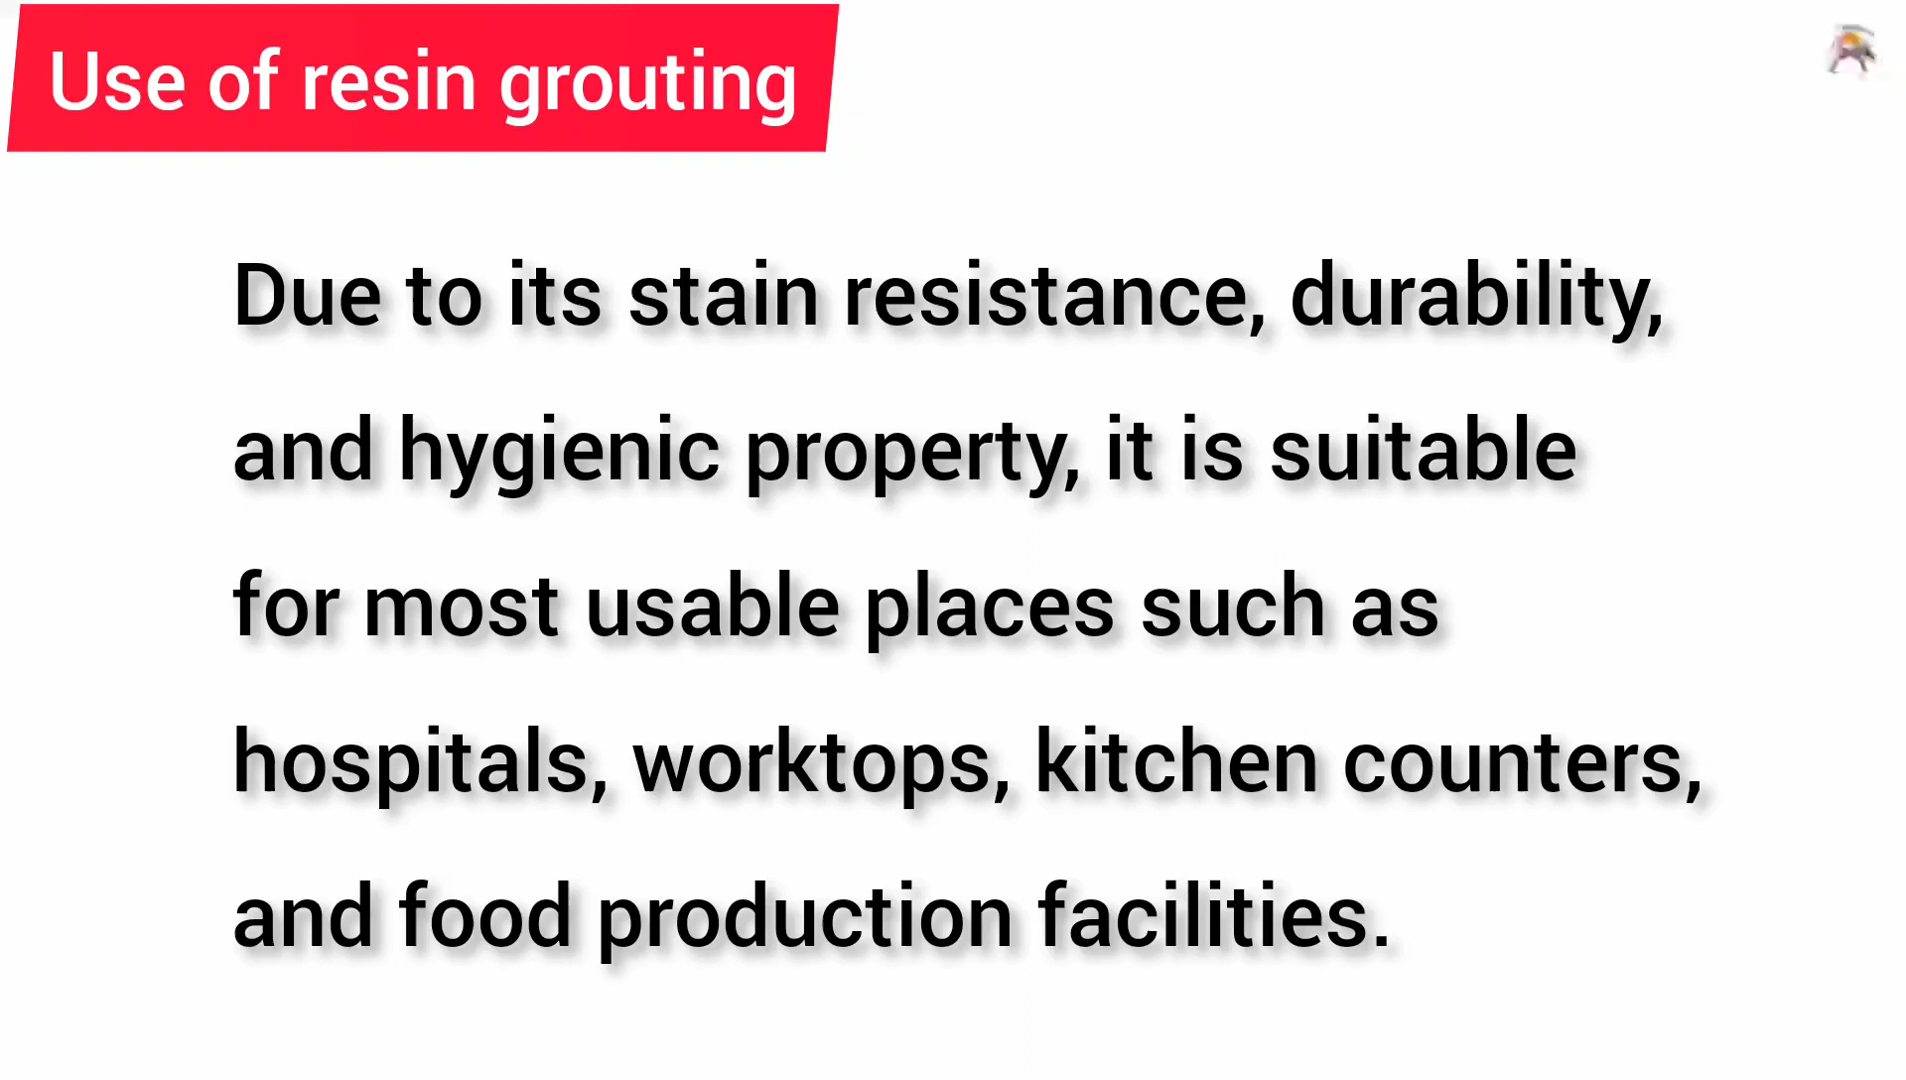 Use of resin grouting
Due to its stain resistance, durability,
and hygienic property, it is suitable
for most usable places such as
hospitals, worktops, kitchen counters,
and food production facilities.